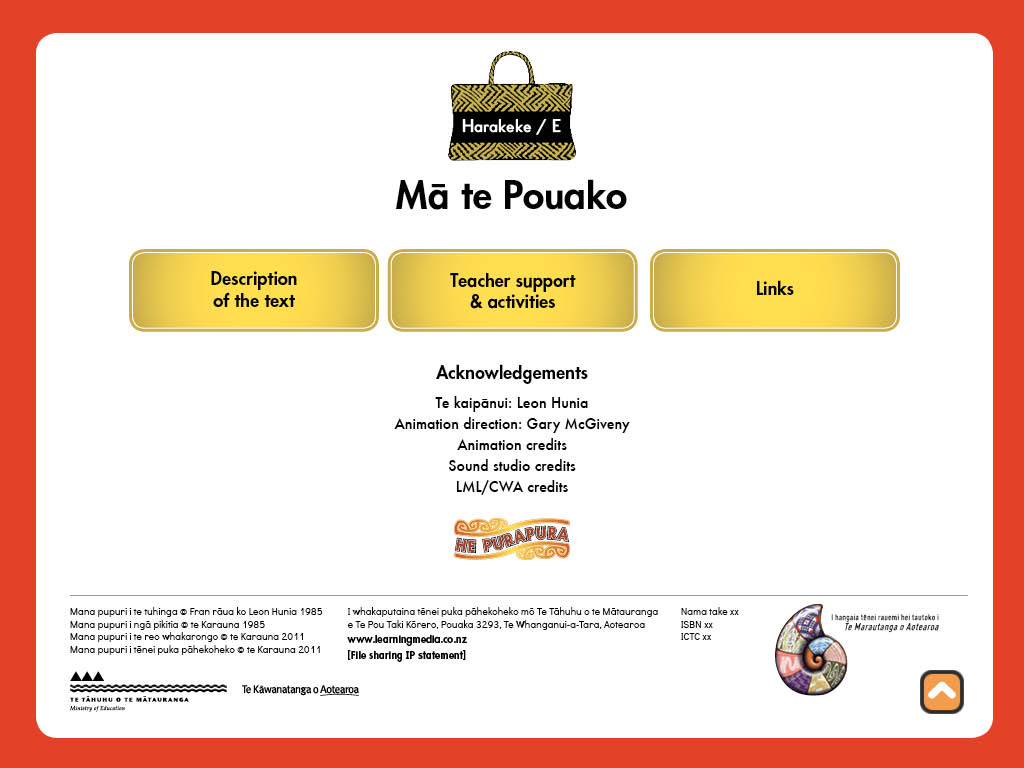 Harakeke / E
Mā te Pouako
Description
of the text
Teacher support
& activities
Links
Acknowledgements
Te kaipānui: Leon Hunia
Animation direction: Gary McGiveny
Animation credits
Sound studio credits
LML/CWA credits
HE PURAPURA
Mana pupuri i te tuhinga © Fran rāua ko Leon Hunia 1985
Mana pupuri i ngā pikitia © te Karauna 1985
Mana pupuri i te reo whakarongo © te Karauna 2011
Mana pupuri i tēnei puka pāhekoheko © te Karauna 2011
I whakaputaina tēnei puka pāhekoheko mō Te Tāhuhu o te Mātauranga
e Te Pou Taki Kōrero, Pouaka 3293, Te Whanganui-a-Tara, Aotearoa
www.learningmedia.co.nz
[File sharing IP statement]
Nama take xx
ISBN xx
ICTC xx
I hangaia tēnei rauemi hei tautoko i
Te Marautanga o Aotearoa
TE TĀHUHU O TE MĀTAURANGA
Ministry of Education
Te Kāwanatanga o Aotearoa